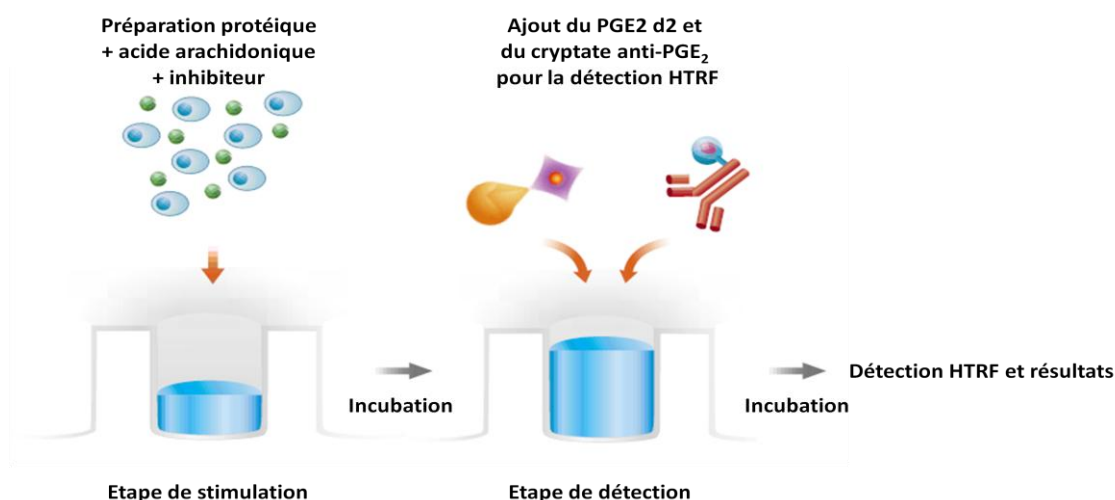 Préparation protéique
+ acide arachidonique
+ inhibiteur
Ajout du PGE2 d2 et
du cryptate anti-PGE₂
pour la détection HTRF
Incubation
Incubation
Détection HTRF et résultats
Etape de stimulation
Etape de détection